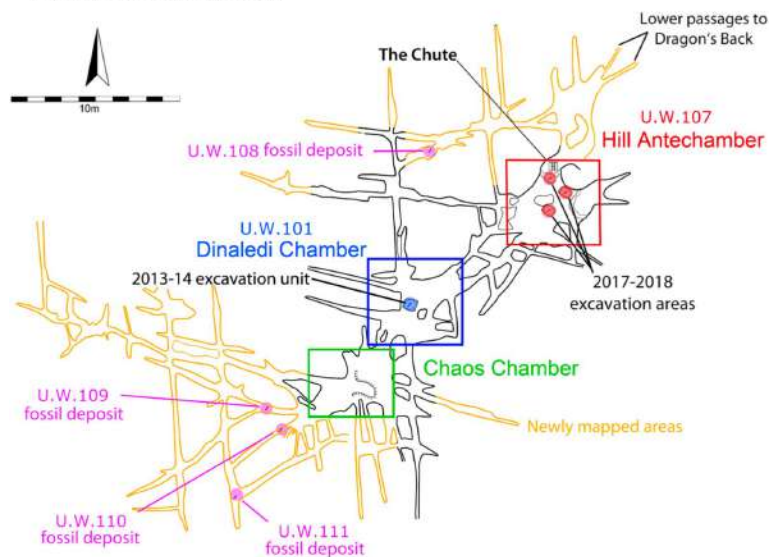 Lower passages to
Dragon's Back
The Chute
10m
U.W.107
Hill Antechamber
U.W.108 fossil deposit
U.W.101
Dinaledi Chamber
2013-14 excavation unit
2017-2018
excavation areas
Chaos Chamber
U.W.109
fossil deposit
Newly mapped areas
U.W.110
fossil deposit
U.W.111
fossil deposit